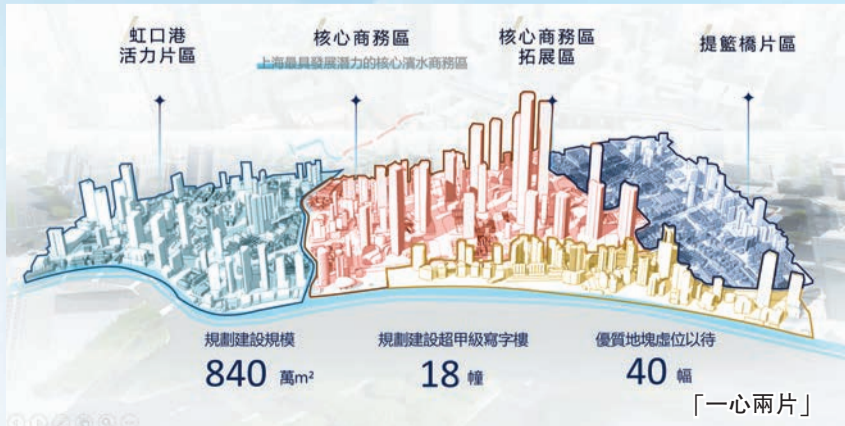 虹口港
活力片區
核心商務區
上海最具發展潛力的核心濱水商務區
核心商務區
拓展區
提籃橋片區
規劃建設規模
840 萬m²
規劃建設超甲級寫字樓
18 幢
優質地塊虛位以待
40 幅
「一心兩片」